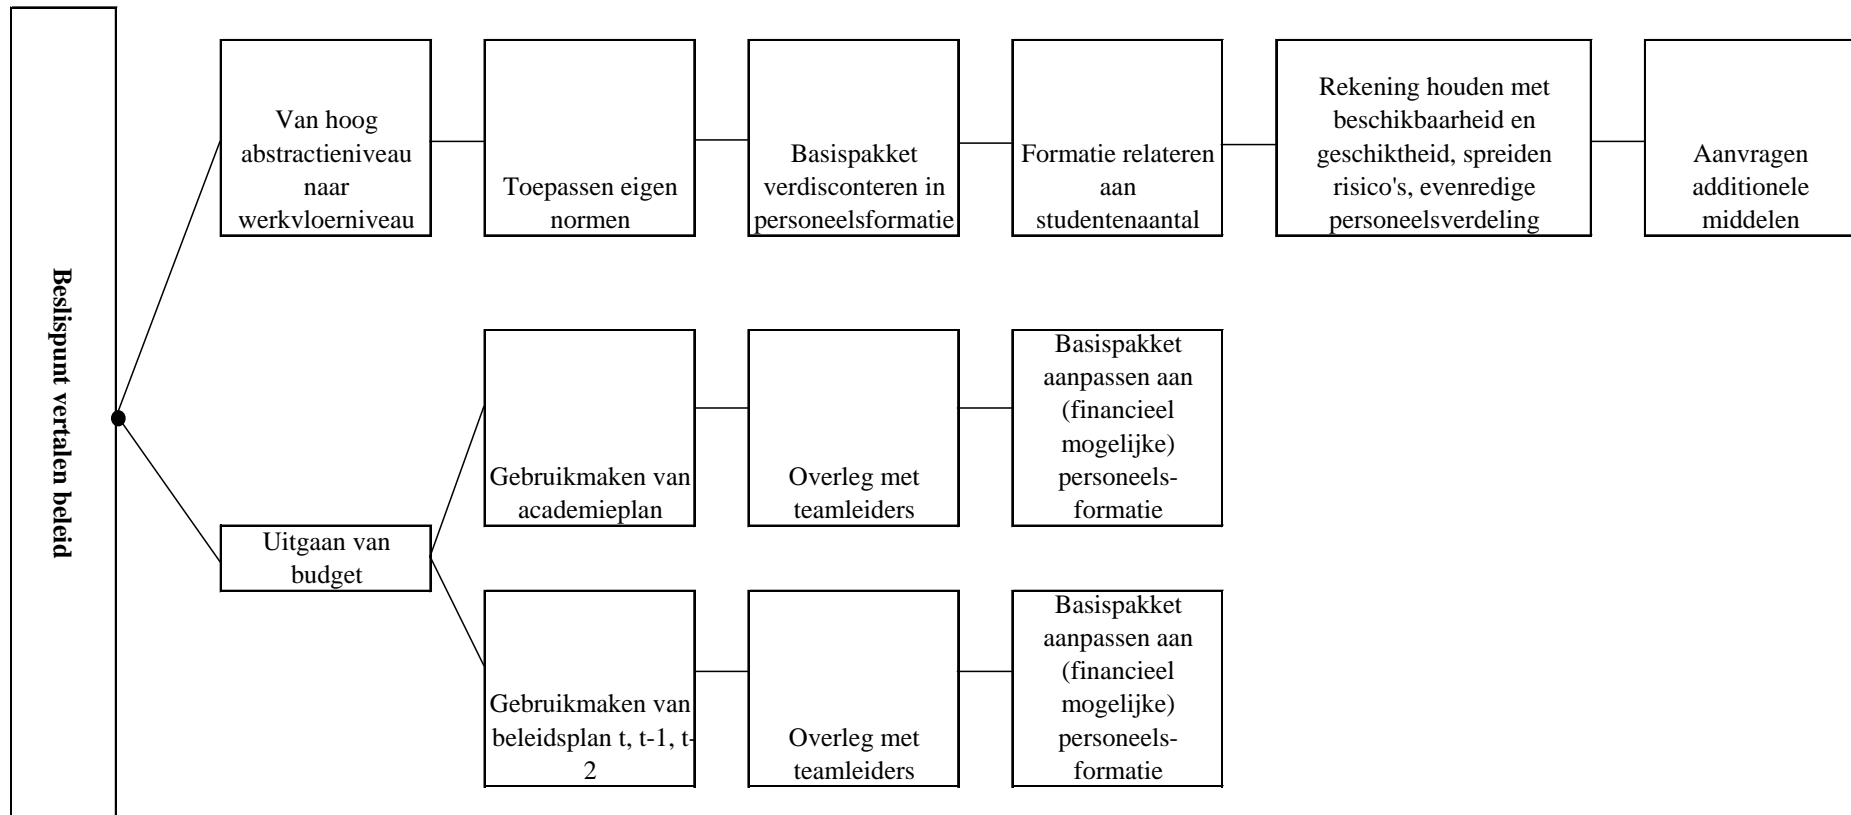 Beslispunt vertalen beleid
Van hoog
abstractieniveau
naar
werkvloerniveau
Toepassen eigen
normen
Basispakket
verdisconteren in
personeelsformatie
Formatie relateren
aan
studentenaantal
Rekening houden met
beschikbaarheid en
geschiktheid, spreiden
risico's, evenredige
personeelsverdeling
Aanvragen
additionele
middelen
Uitgaan van
budget
Gebruikmaken van
academieplan
Overleg met
teamleiders
Basispakket
aanpassen aan
(financieel
mogelijke)
personeels-
formatie
Gebruikmaken van
beleidsplan t, t-1, t-
2
Overleg met
teamleiders
Basispakket
aanpassen aan
(financieel
mogelijke)
personeels-
formatie